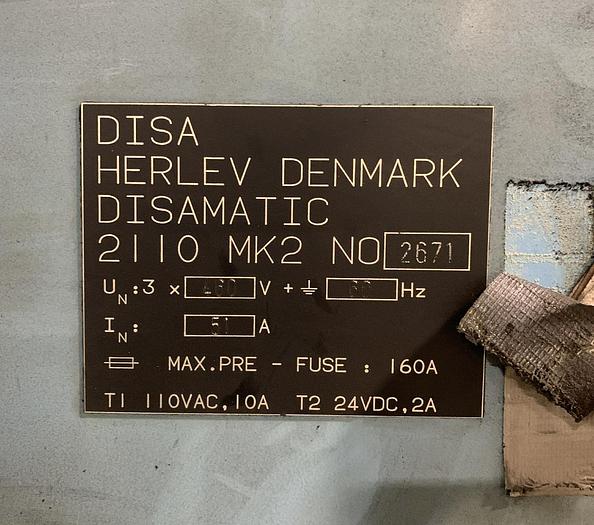 DISA
HERLEV DENMARK
DISAMATIC
2110 MK2 NO 2671
UN:3 x 460 V + ⏚ 60 Hz
IN: 51 A
MAX.PRE - FUSE : 160A
T1 110VAC,10A T2 24VDC,2A